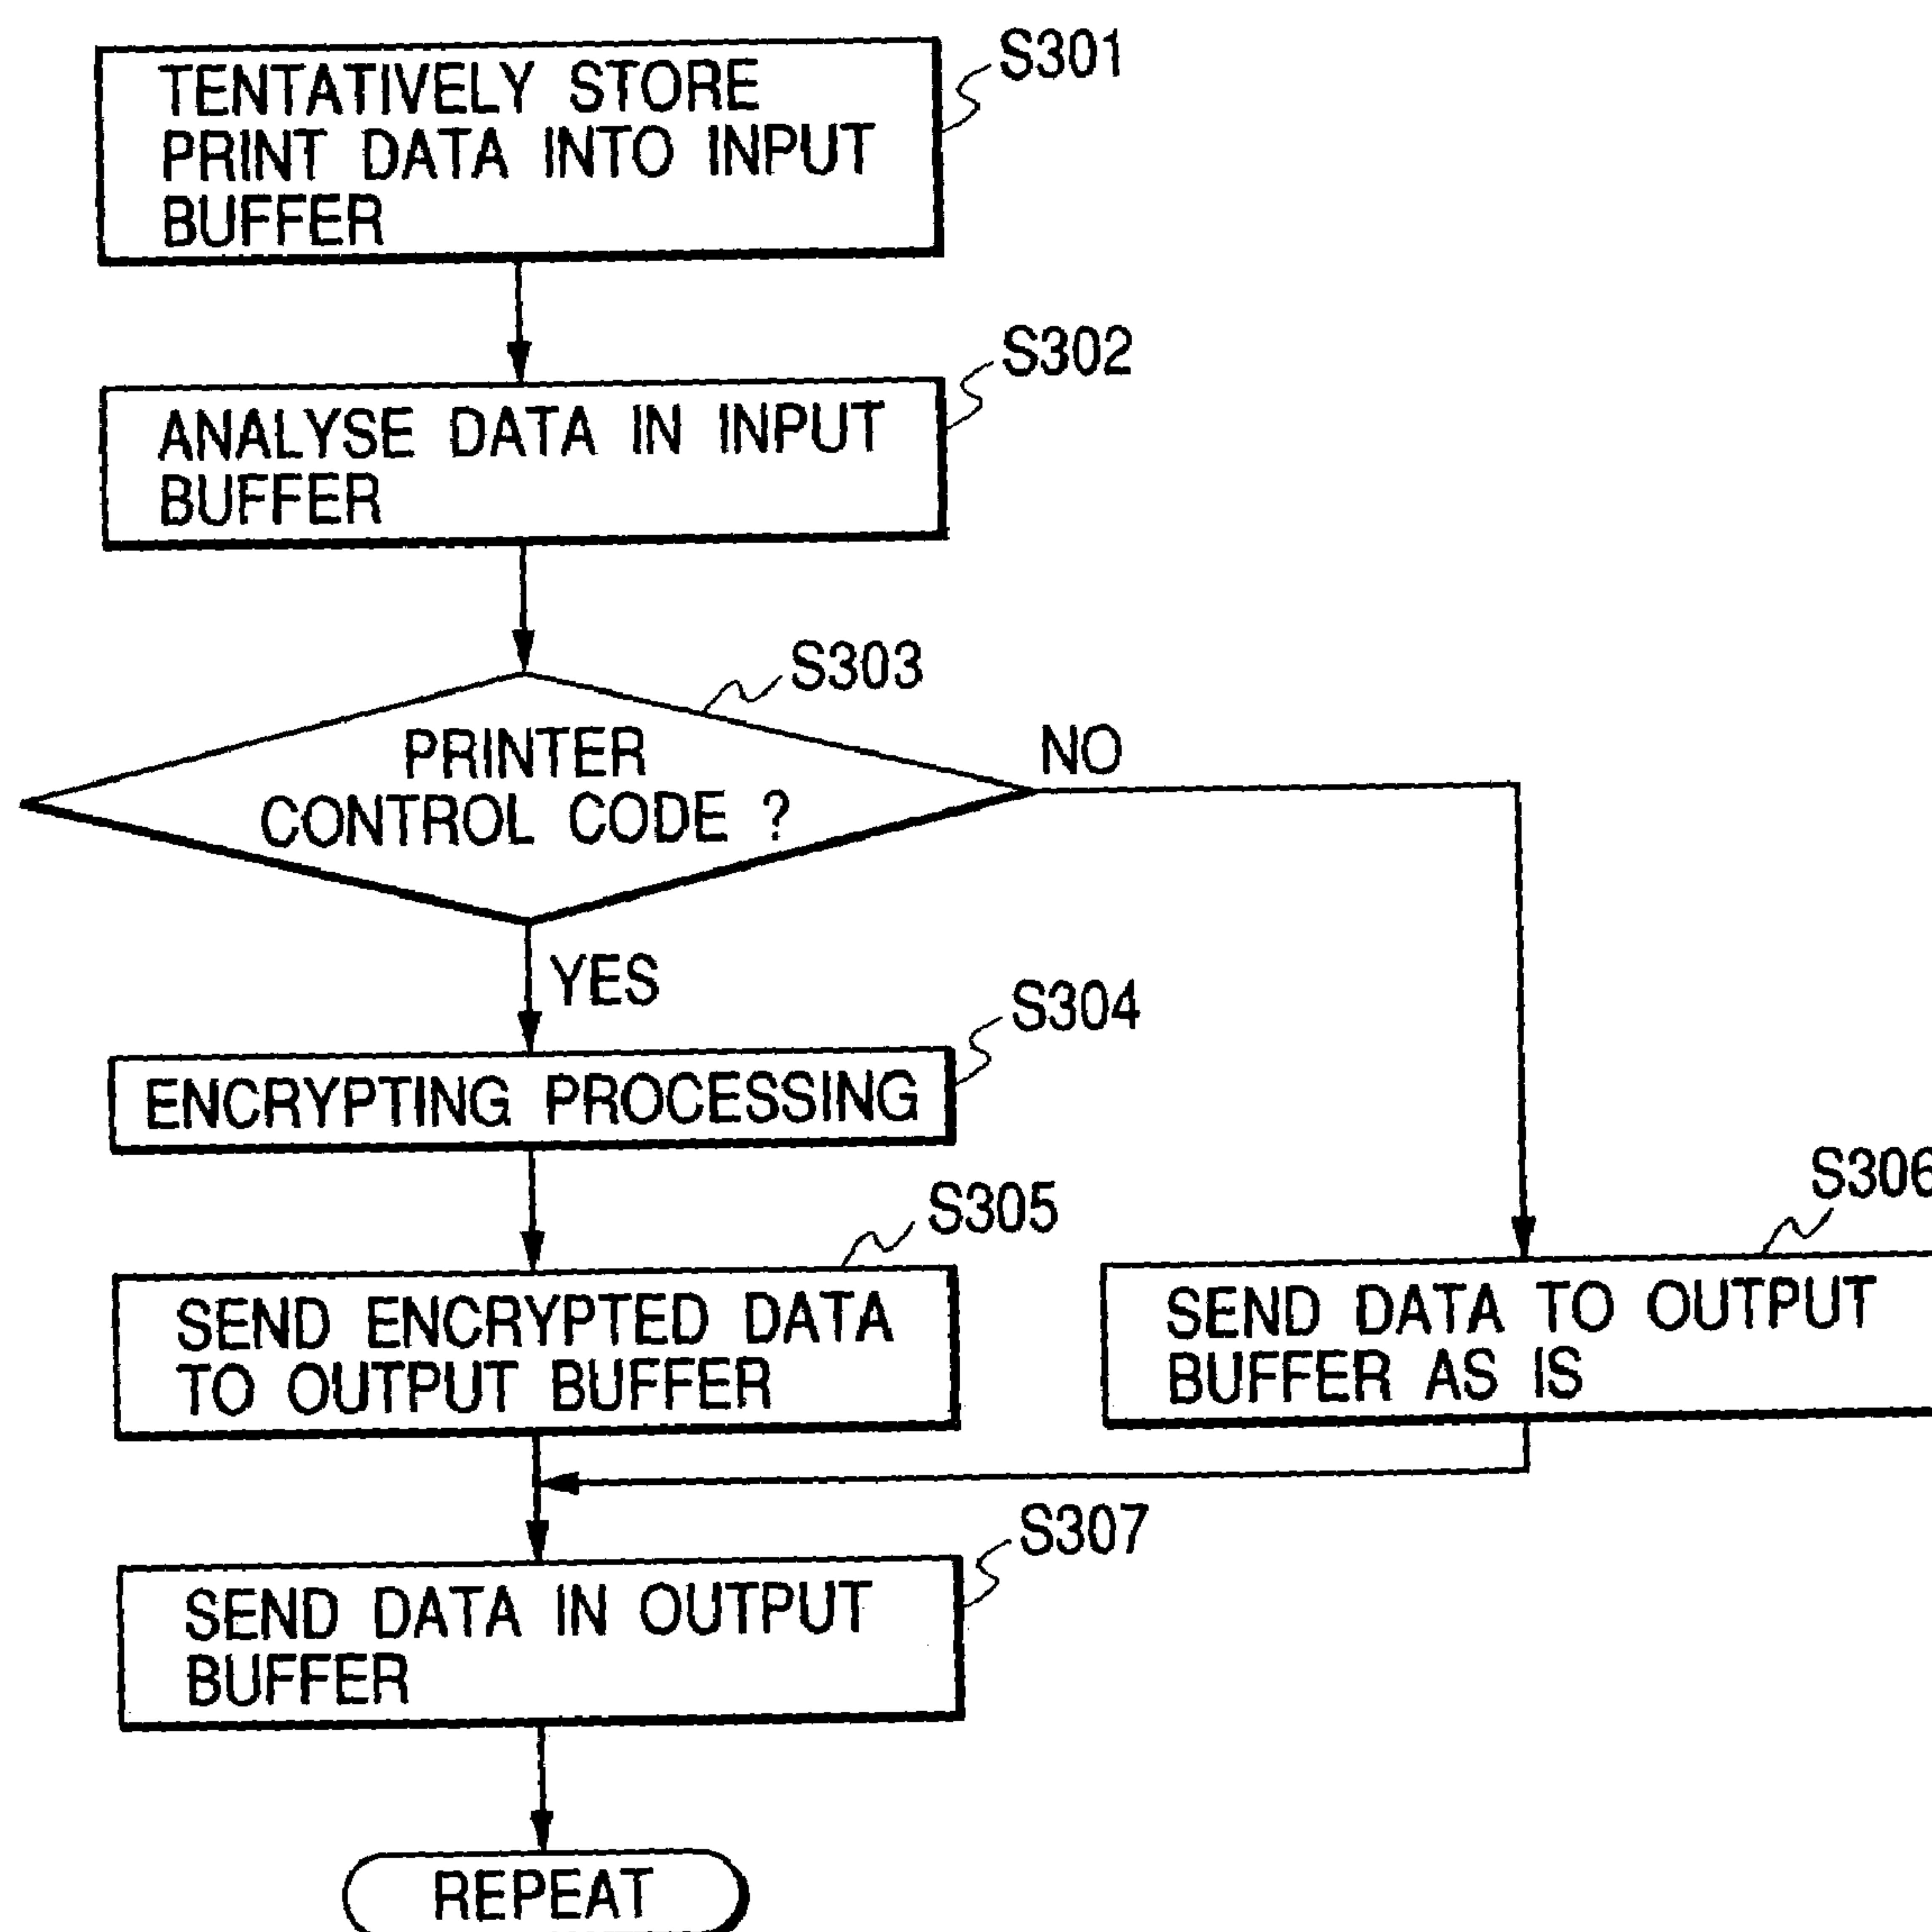 S301
TENTATIVELY STORE
PRINT DATA INTO INPUT
BUFFER
S302
ANALYSE DATA IN INPUT
BUFFER
S303
PRINTER
CONTROL CODE ?
NO
YES
S304
ENCRYPTING PROCESSING
S305
SEND ENCRYPTED DATA
TO OUTPUT BUFFER
S306
SEND DATA TO OUTPUT
BUFFER AS IS
S307
SEND DATA IN OUTPUT
BUFFER
REPEAT